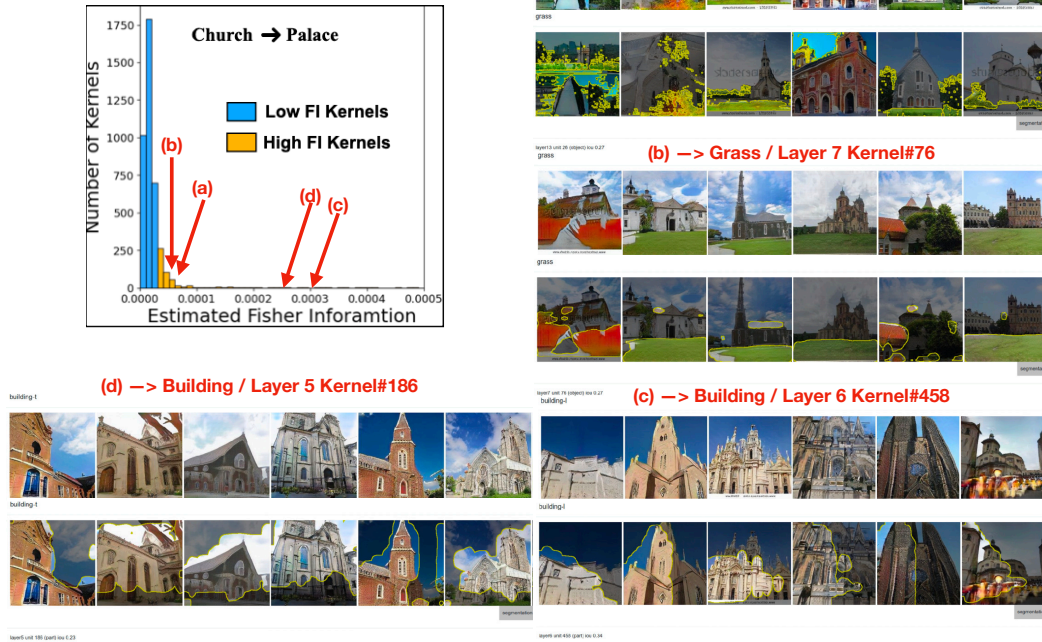 1750
1500
1250
1000
750
500
250
0
Number of Kernels
Church → Palace
Low FI Kernels
High FI Kernels
(b)
(a)
(d)
(c)
0.0000 0.0001 0.0002 0.0003 0.0004 0.0005
Estimated Fisher Inforamtion
grass
layer13 unit 26 (object) iou 0.27
(b) —> Grass / Layer 7 Kernel#76
grass
grass
(d) —> Building / Layer 5 Kernel#186
building-t
building-t
segmentation
layer5 unit 186 (part) iou 0.23
layer7 unit 76 (object) iou 0.27
(c) —> Building / Layer 6 Kernel#458
building-l
building-l
layer6 unit 458 (part) iou 0.34